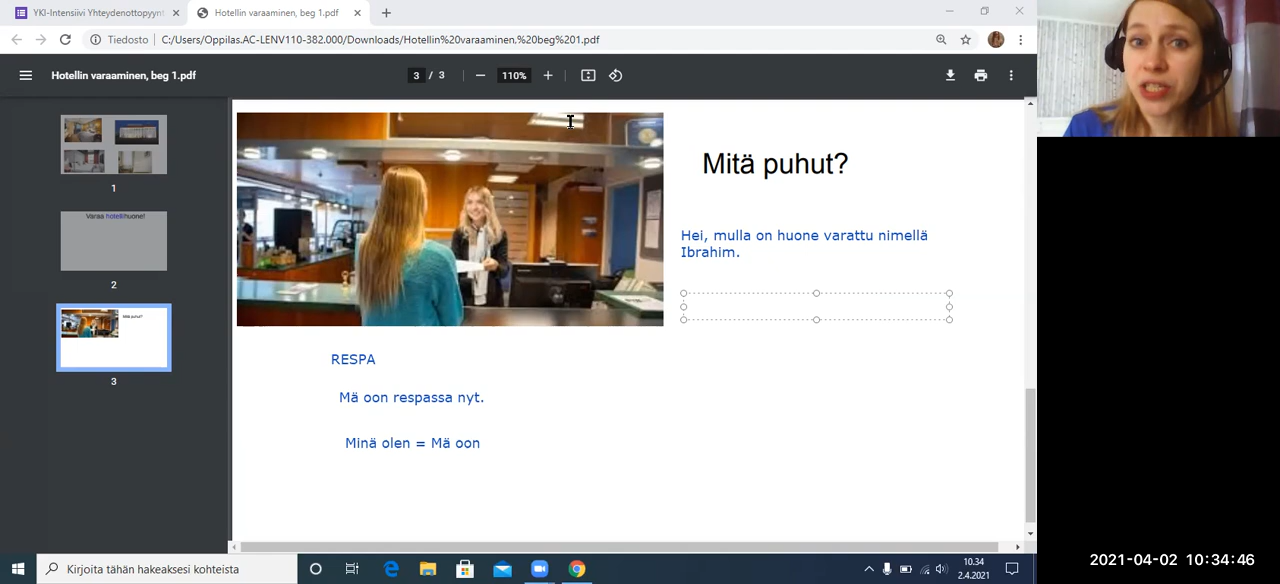 YKI-Intensiivi Yhteydenottopyynt
Hotellin varaaminen, beg 1.pdf
Tiedosto
C:/Users/Oppilas.AC-LENV110-382.000/Downloads/Hotellin%20varaaminen,%20beg%201.pdf
Hotellin varaaminen, beg 1.pdf
3 / 3
110%
1
Varaa hotellihuone!
2
Mitä puhut?
3
Mitä puhut?
Hei, mulla on huone varattu nimellä
Ibrahim.
RESPA
Mä oon respassa nyt.
Minä olen = Mä oon
Kirjoita tähän hakeaksesi kohteista
10.34
2.4.2021
2021-04-02 10:34:46